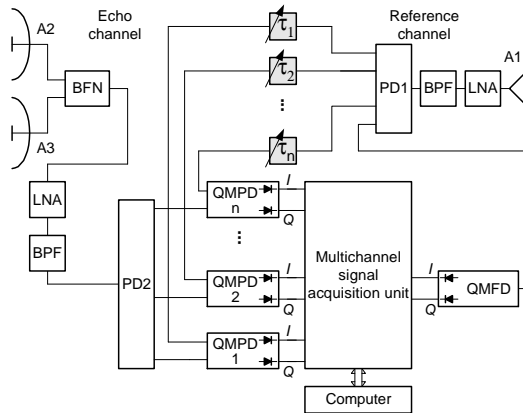 Echo
channel
Reference
channel
A2
A3
A1
BFN
LNA
BPF
PD2
τ1
τ2
...
τn
PD1
BPF
LNA
QMPD
n
I
Q
...
QMPD
2
I
Q
QMPD
1
I
Q
Multichannel
signal
acquisition unit
I
Q
QMFD
Computer